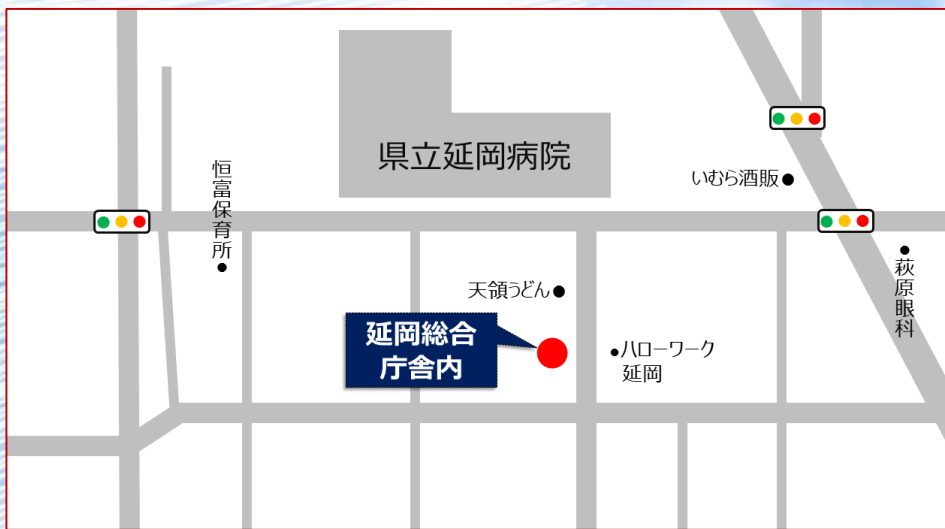 県立延岡病院
いむら酒販
恒富保育所
萩原眼科
天領うどん
延岡総合
庁舎内
ハローワーク
延岡